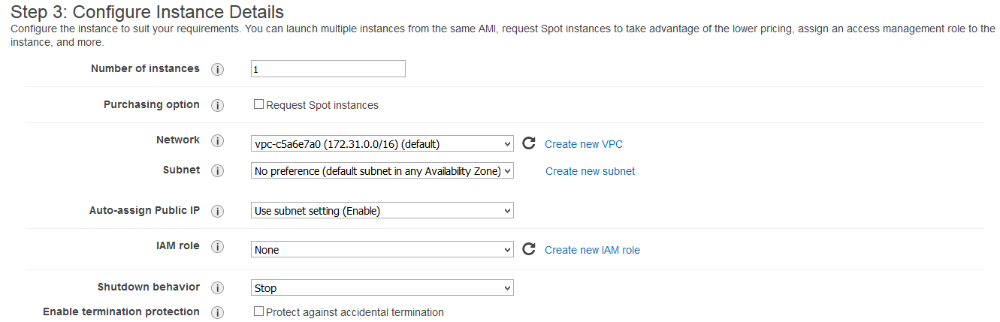 Step 3: Configure Instance Details
Configure the instance to suit your requirements. You can launch multiple instances from the same AMI, request Spot instances to take advantage of the lower pricing, assign an access management role to the
instance, and more.
Number of instances i 1
Purchasing option i Request Spot instances
Network i vpc-c5a6e7a0 (172.31.0.0/16) (default) Create new VPC
Subnet i No preference (default subnet in any Availability Zone) Create new subnet
Auto-assign Public IP i Use subnet setting (Enable)
IAM role i None Create new IAM role
Shutdown behavior i Stop
Enable termination protection i Protect against accidental termination